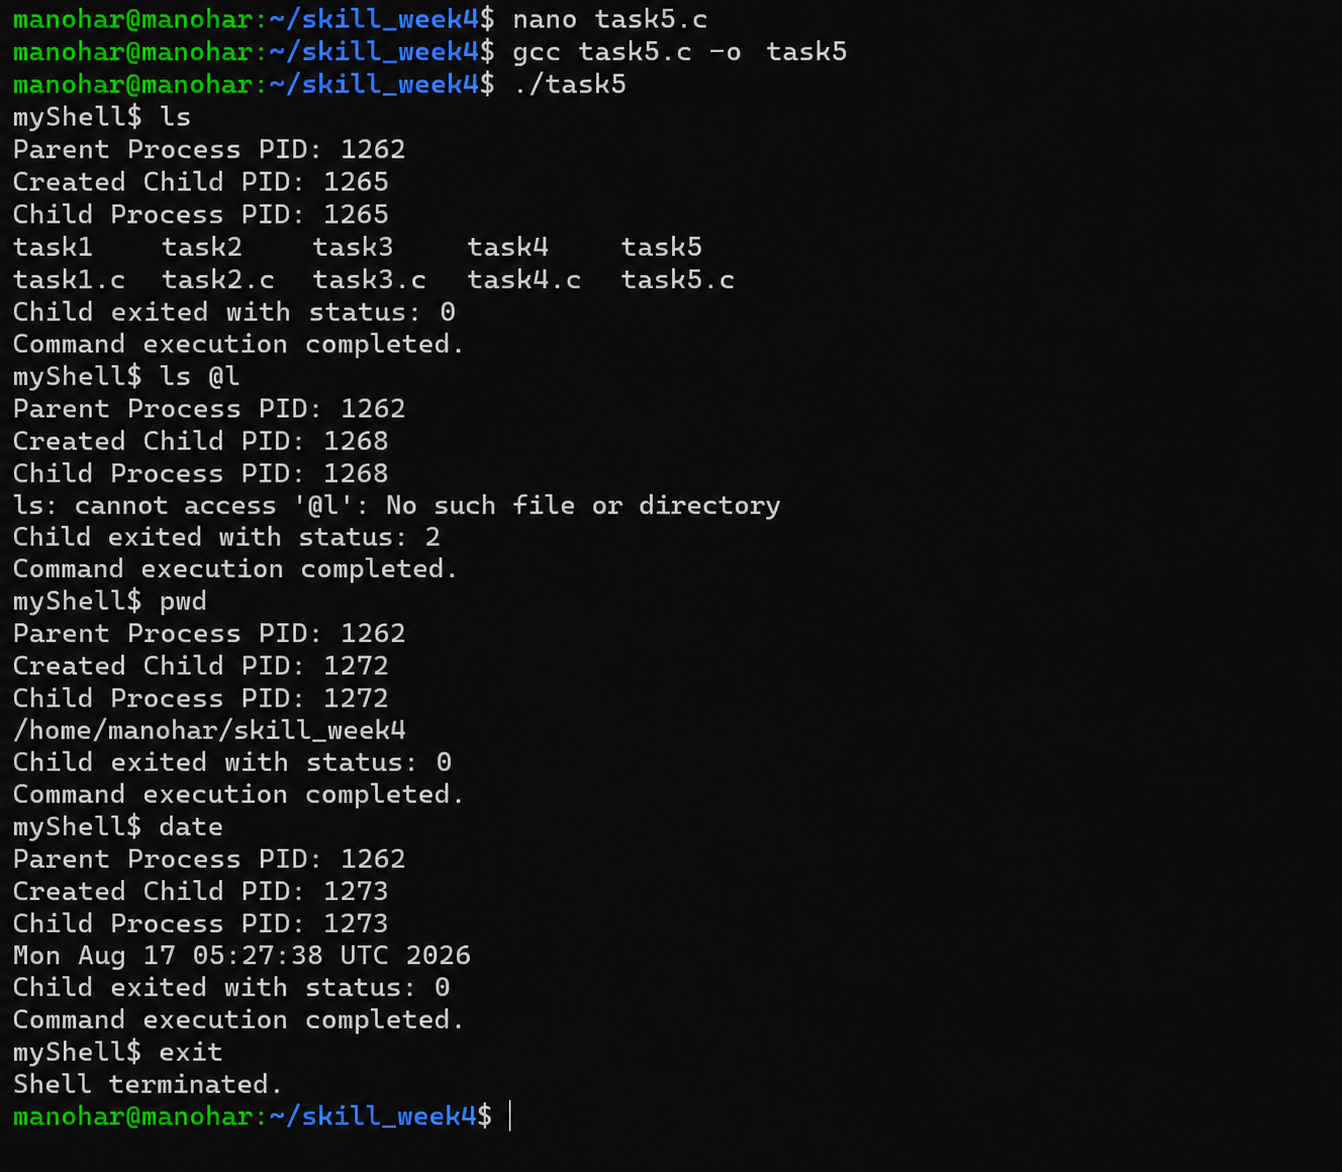 manohar@manohar:~/skill_week4$ nano task5.c
manohar@manohar:~/skill_week4$ gcc task5.c -o  task5
manohar@manohar:~/skill_week4$ ./task5
myShell$ ls
Parent Process PID: 1262
Created Child PID: 1265
Child Process PID: 1265
task1    task2    task3    task4    task5
task1.c  task2.c  task3.c  task4.c  task5.c
Child exited with status: 0
Command execution completed.
myShell$ ls @l
Parent Process PID: 1262
Created Child PID: 1268
Child Process PID: 1268
ls: cannot access '@l': No such file or directory
Child exited with status: 2
Command execution completed.
myShell$ pwd
Parent Process PID: 1262
Created Child PID: 1272
Child Process PID: 1272
/home/manohar/skill_week4
Child exited with status: 0
Command execution completed.
myShell$ date
Parent Process PID: 1262
Created Child PID: 1273
Child Process PID: 1273
Mon Aug 17 05:27:38 UTC 2026
Child exited with status: 0
Command execution completed.
myShell$ exit
Shell terminated.
manohar@manohar:~/skill_week4$